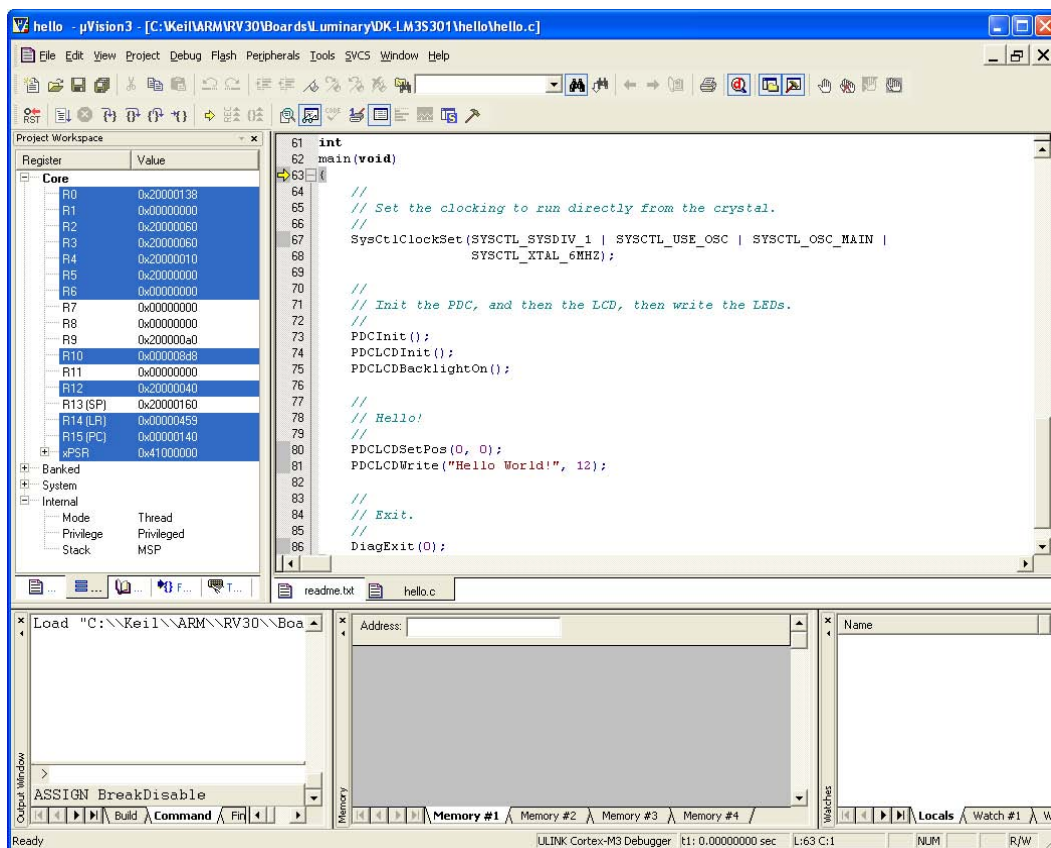 hello - µVision3 - [C:\Keil\ARM\RV30\Boards\Luminary\DK-LM3S301\hello\hello.c]
File Edit View Project Debug Flash Peripherals Tools SVCS Window Help
RST
Project Workspace
Register Value
Core
R0 0x20000138
R1 0x00000000
R2 0x20000060
R3 0x20000060
R4 0x20000010
R5 0x20000000
R6 0x00000000
R7 0x00000000
R8 0x00000000
R9 0x200000a0
R10 0x000008d8
R11 0x00000000
R12 0x20000040
R13 (SP) 0x20000160
R14 (LR) 0x00000459
R15 (PC) 0x00000140
xPSR 0x41000000
Banked
System
Internal
Mode Thread
Privilege Privileged
Stack MSP
... ... ... F... T...
61 int
62 main(void)
63 {
64 //
65 // Set the clocking to run directly from the crystal.
66 //
67 SysCtlClockSet(SYSCTL_SYSDIV_1 | SYSCTL_USE_OSC | SYSCTL_OSC_MAIN |
68 SYSCTL_XTAL_6MHZ);
69
70 //
71 // Init the PDC, and then the LCD, then write the LEDs.
72 //
73 PDCInit();
74 PDCLCDInit();
75 PDCLCDBacklightOn();
76
77 //
78 // Hello!
79 //
80 PDCLCDSetPos(0, 0);
81 PDCLCDWrite("Hello World!", 12);
82
83 //
84 // Exit.
85 //
86 DiagExit(0);
readme.txt hello.c
Load "C:\\Keil\\ARM\\RV30\\Boa
>
ASSIGN BreakDisable
Output Window
Build Command Fin
Address:
Memory
Memory #1 Memory #2 Memory #3 Memory #4
Name
Watches
Locals Watch #1 W
Ready ULINK Cortex-M3 Debugger t1: 0.00000000 sec L:63 C:1 NUM R/W